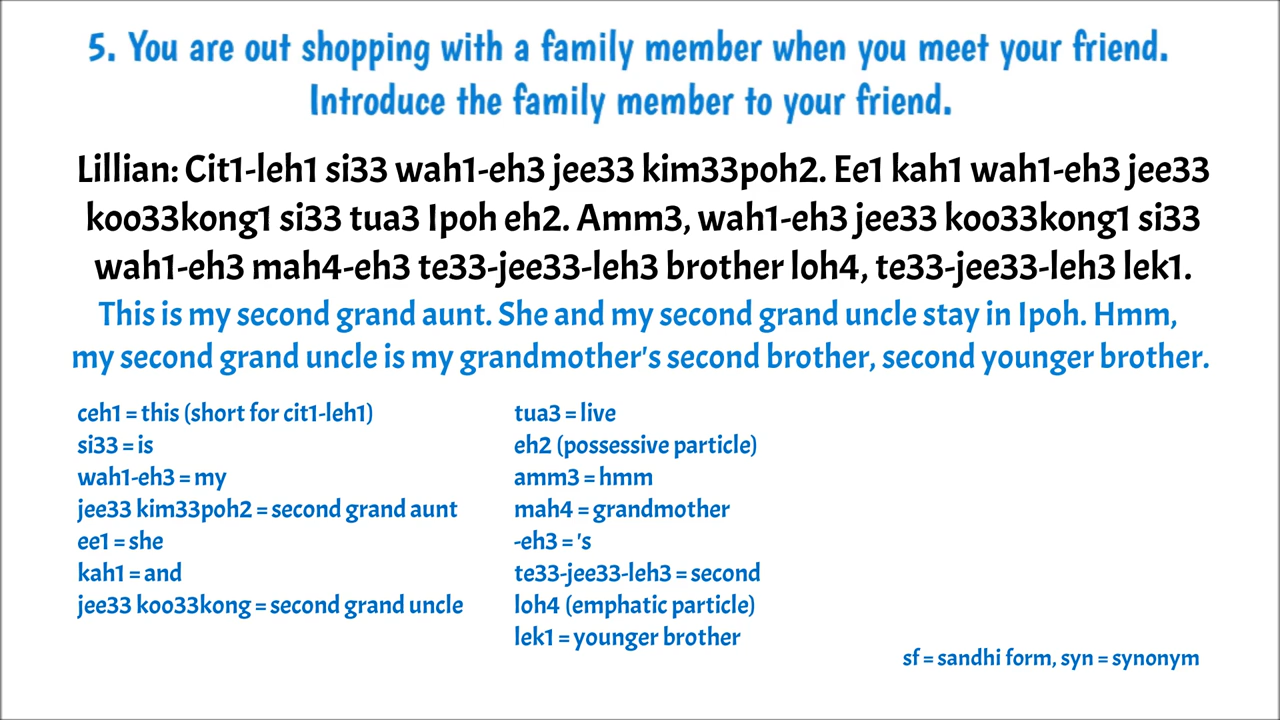 5. You are out shopping with a family member when you meet your friend.
Introduce the family member to your friend.
Lillian: Cit1-leh1 si33 wah1-eh3 jee33 kim33poh2. Ee1 kah1 wah1-eh3 jee33
koo33kong1 si33 tua3 Ipoh eh2. Amm3, wah1-eh3 jee33 koo33kong1 si33
wah1-eh3 mah4-eh3 te33-jee33-leh3 brother loh4, te33-jee33-leh3 lek1.
This is my second grand aunt. She and my second grand uncle stay in Ipoh. Hmm,
my second grand uncle is my grandmother's second brother, second younger brother.
ceh1 = this (short for cit1-leh1)
si33 = is
wah1-eh3 = my
jee33 kim33poh2 = second grand aunt
ee1 = she
kah1 = and
jee33 koo33kong = second grand uncle
tua3 = live
eh2 (possessive particle)
amm3 = hmm
mah4 = grandmother
-eh3 = 's
te33-jee33-leh3 = second
loh4 (emphatic particle)
lek1 = younger brother
sf = sandhi form, syn = synonym